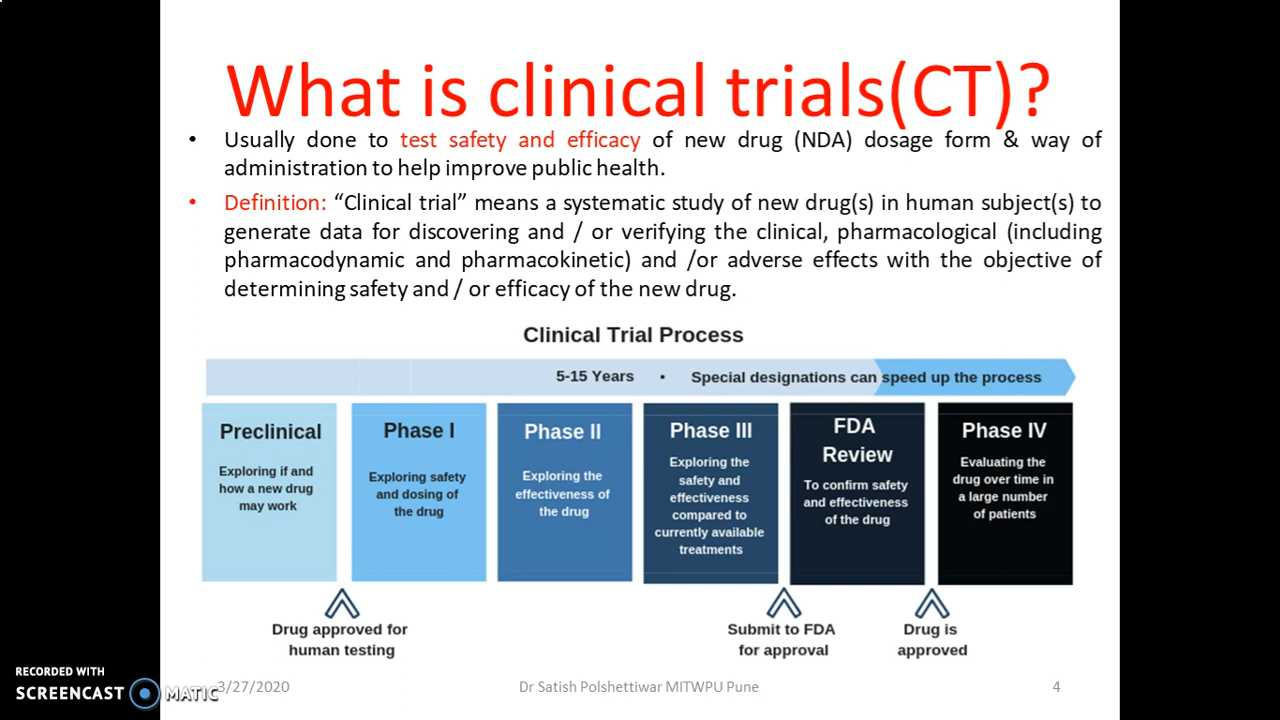 What is clinical trials(CT)?
• Usually done to test safety and efficacy of new drug (NDA) dosage form & way of
administration to help improve public health.
• Definition: “Clinical trial” means a systematic study of new drug(s) in human subject(s) to
generate data for discovering and / or verifying the clinical, pharmacological (including
pharmacodynamic and pharmacokinetic) and /or adverse effects with the objective of
determining safety and / or efficacy of the new drug.
Clinical Trial Process
5-15 Years • Special designations can speed up the process
Preclinical
Exploring if and
how a new drug
may work
Phase I
Exploring safety
and dosing of
the drug
Phase II
Exploring the
effectiveness of
the drug
Phase III
Exploring the
safety and
effectiveness
compared to
currently available
treatments
FDA
Review
To confirm safety
and effectiveness
of the drug
Phase IV
Evaluating the
drug over time in
a large number
of patients
Drug approved for
human testing
Submit to FDA
for approval
Drug is
approved
RECORDED WITH
SCREENCAST MATIC
3/27/2020
Dr Satish Polshettiwar MITWPU Pune
4